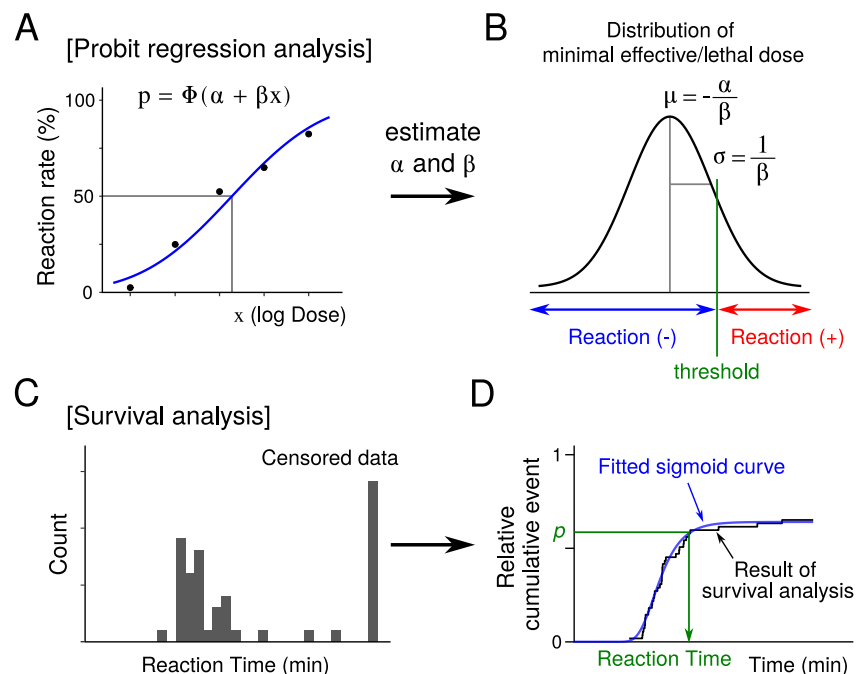 A
[Probit regression analysis]
p = Φ(α + βx)
Reaction rate (%)
100
50
0
x (log Dose)
estimate
α and β
B
Distribution of
minimal effective/lethal dose
μ = -α/β
σ = 1/β
Reaction (-)
Reaction (+)
threshold
C
[Survival analysis]
Censored data
Count
Reaction Time (min)
D
Relative
cumulative event
1
p
0
Fitted sigmoid curve
Result of
survival analysis
Reaction Time
Time (min)